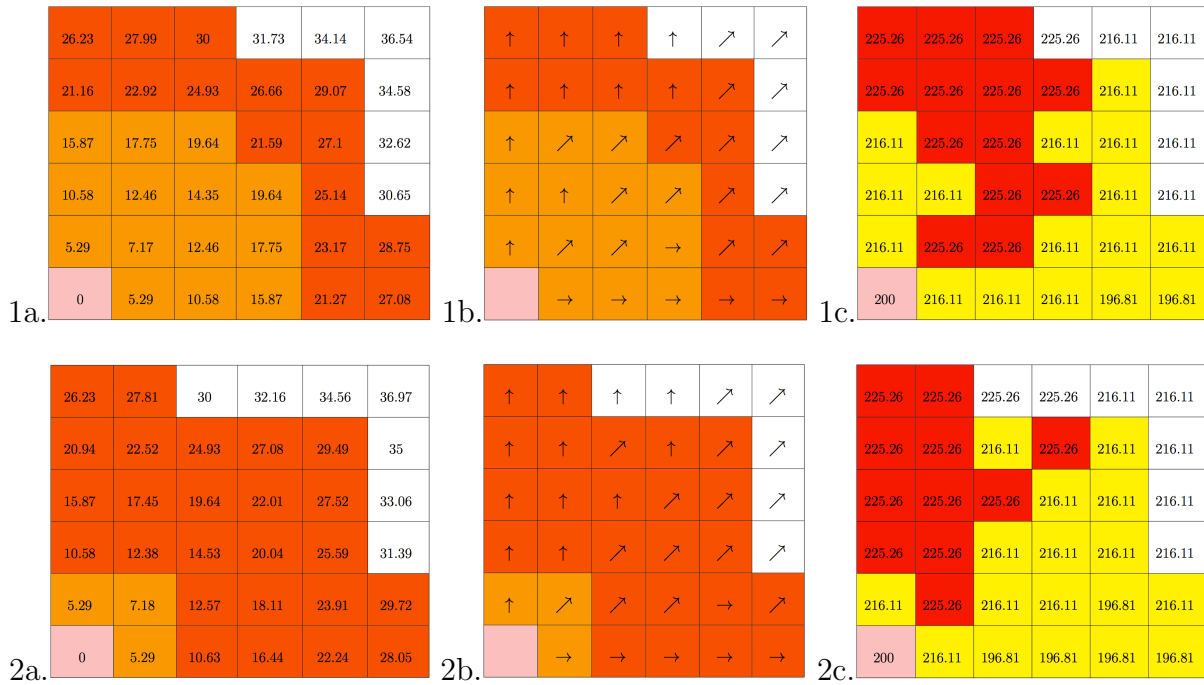 26.23 27.99 30 31.73 34.14 36.54 ↑ ↑ ↑ ↑ ↗ ↗ 225.26 225.26 225.26 225.26 216.11 216.11
21.16 22.92 24.93 26.66 29.07 34.58 ↑ ↑ ↑ ↑ ↗ ↗ 225.26 225.26 225.26 225.26 216.11 216.11
15.87 17.75 19.64 21.59 27.1 32.62 ↑ ↗ ↗ ↗ ↗ ↗ 216.11 225.26 225.26 216.11 216.11 216.11
10.58 12.46 14.35 19.64 25.14 30.65 ↑ ↑ ↗ ↗ ↗ ↗ 216.11 216.11 225.26 225.26 216.11 216.11
5.29 7.17 12.46 17.75 23.17 28.75 ↑ ↗ ↗ → ↗ ↗ 216.11 225.26 225.26 216.11 216.11 216.11
1a. 0 5.29 10.58 15.87 21.27 27.08 1b. → → → → → 1c. 200 216.11 216.11 216.11 196.81 196.81
26.23 27.81 30 32.16 34.56 36.97 ↑ ↑ ↑ ↑ ↗ ↗ 225.26 225.26 225.26 225.26 216.11 216.11
20.94 22.52 24.93 27.08 29.49 35 ↑ ↑ ↗ ↑ ↗ ↗ 225.26 225.26 216.11 225.26 216.11 216.11
15.87 17.45 19.64 22.01 27.52 33.06 ↑ ↑ ↑ ↗ ↗ ↗ 225.26 225.26 225.26 216.11 216.11 216.11
10.58 12.38 14.53 20.04 25.59 31.39 ↑ ↑ ↗ ↗ ↗ ↗ 225.26 225.26 216.11 216.11 216.11 216.11
5.29 7.18 12.57 18.11 23.91 29.72 ↑ ↗ ↗ ↗ → ↗ 216.11 225.26 216.11 216.11 196.81 216.11
2a. 0 5.29 10.63 16.44 22.24 28.05 2b. → → → → → 2c. 200 216.11 196.81 196.81 196.81 196.81